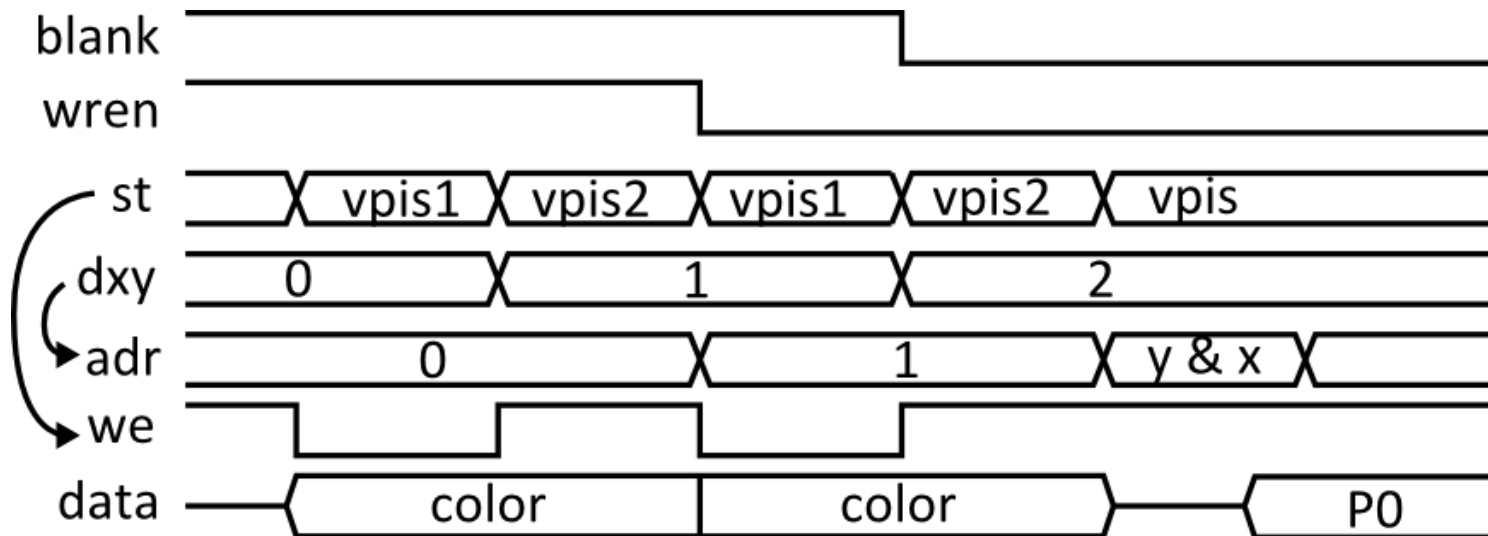 blank
wren
st vpis1 vpis2 vpis1 vpis2 vpis
dxy 0 1 2
adr 0 1 y & x
we
data color color P0